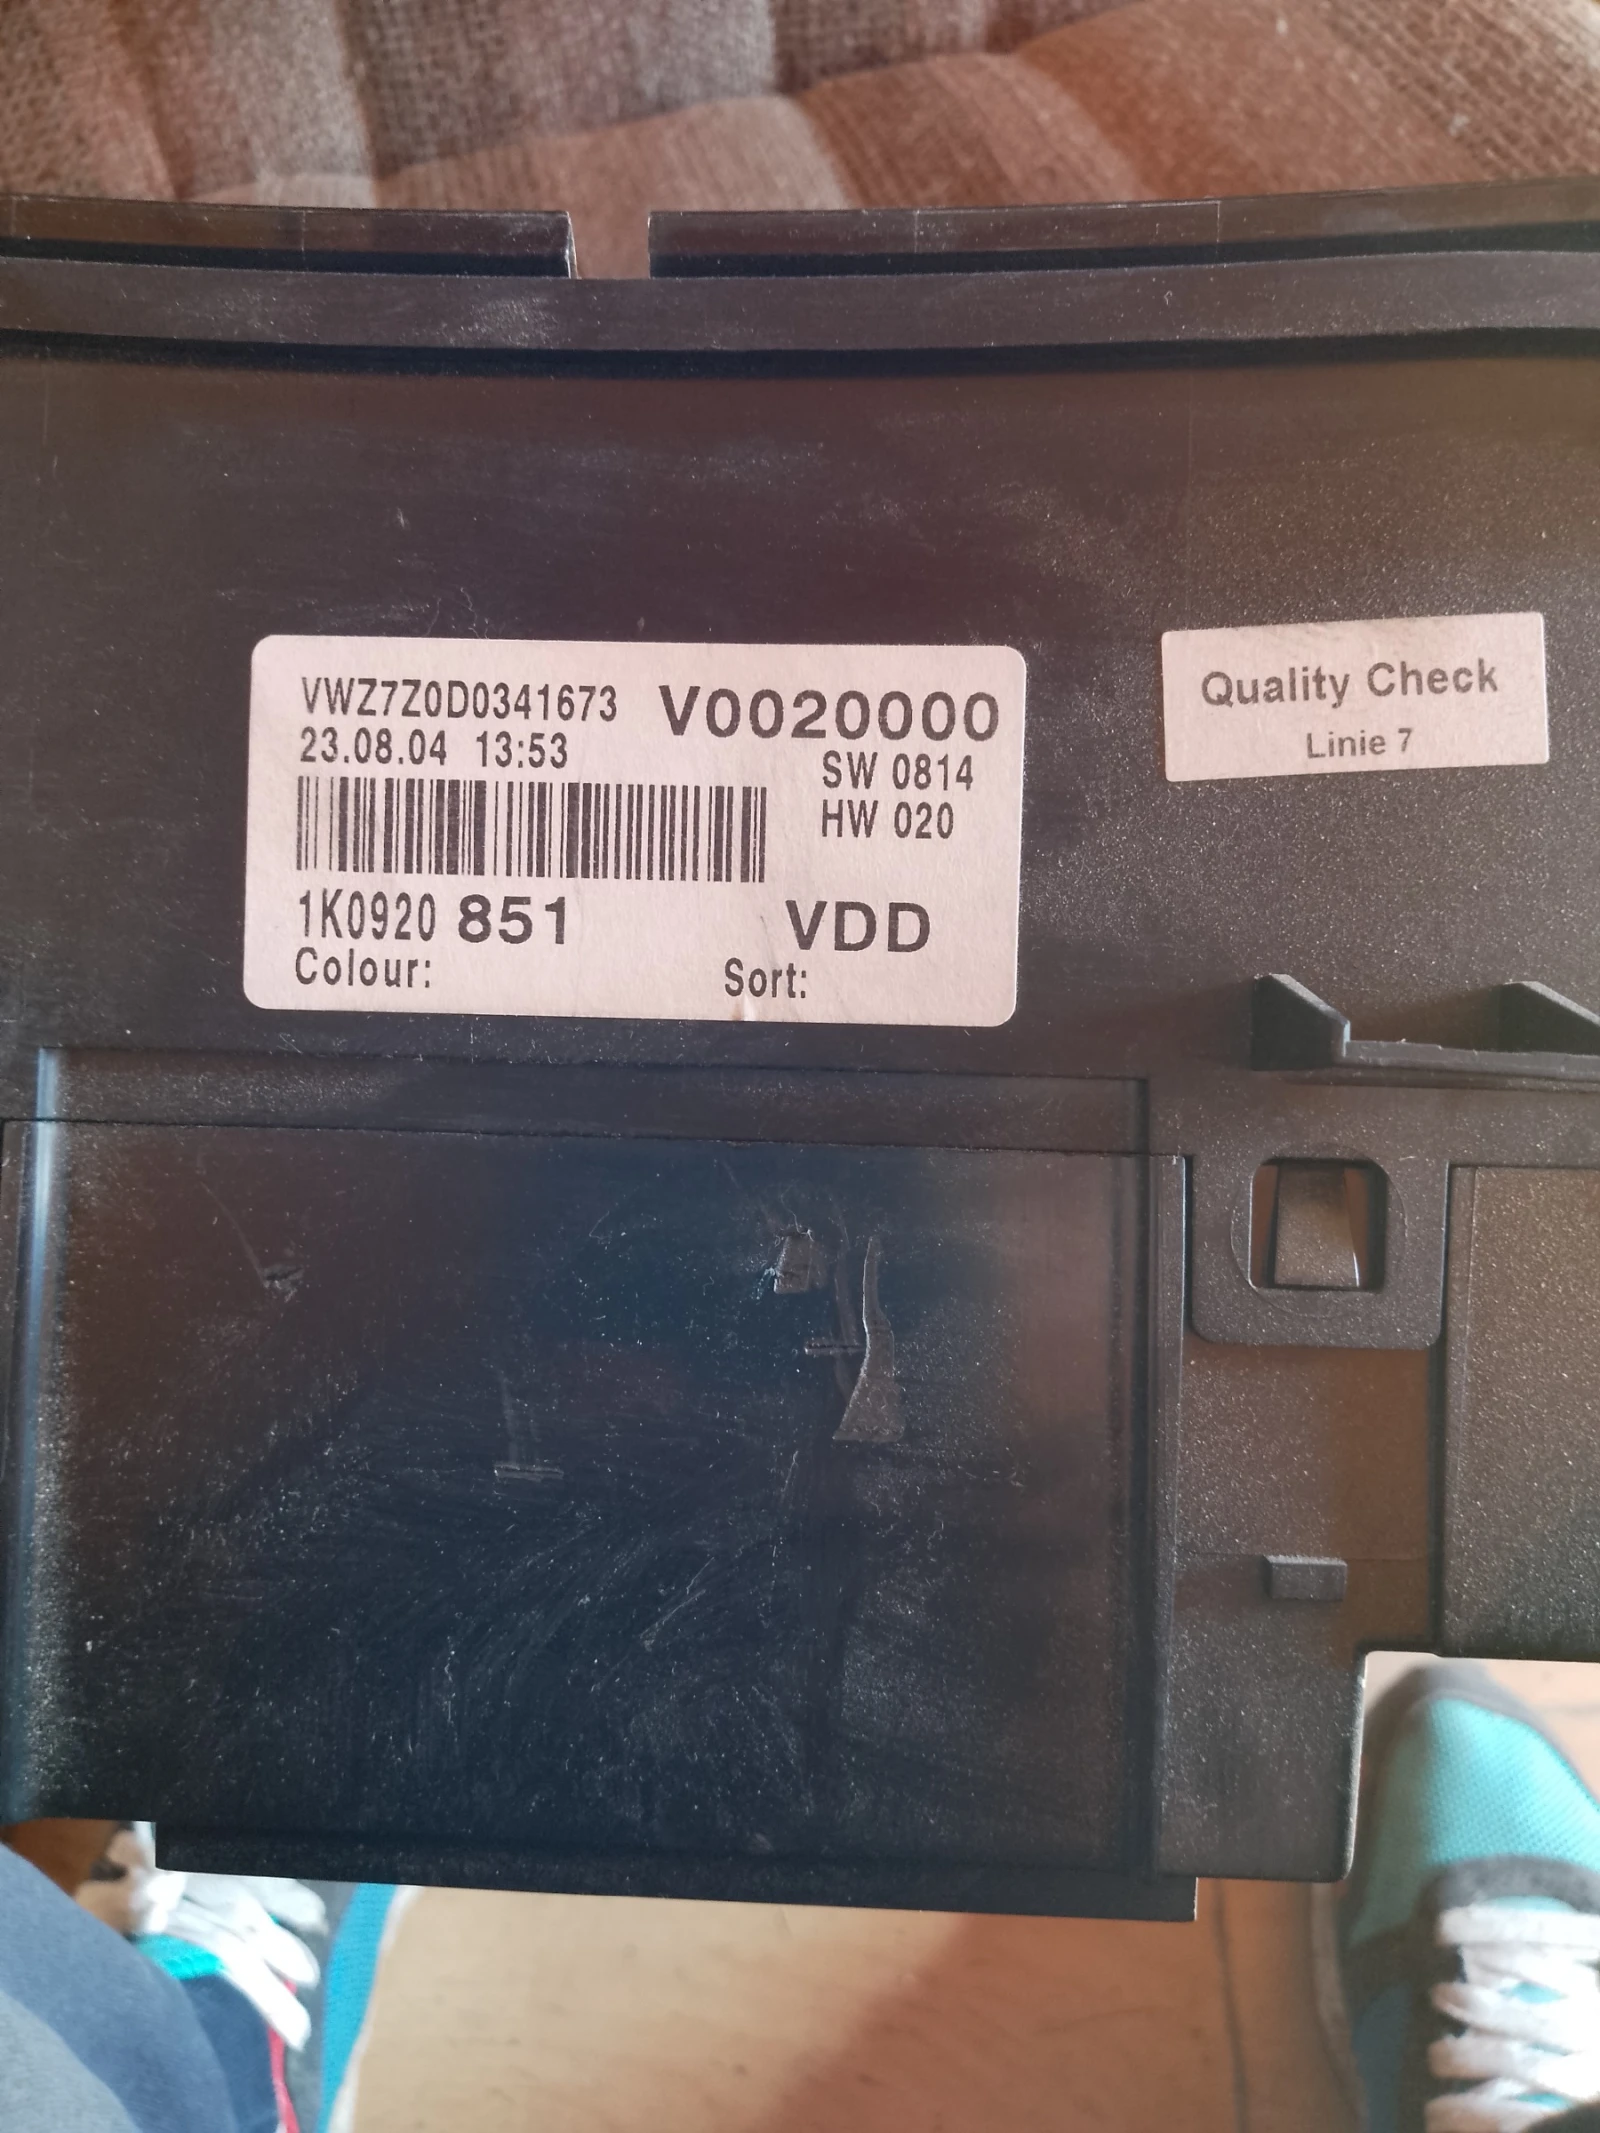 VWZ7Z0D0341673 V0020000
23.08.04 13:53
SW 0814
HW 020
1K0920 851 VDD
Colour: Sort:
Quality Check
Linie 7